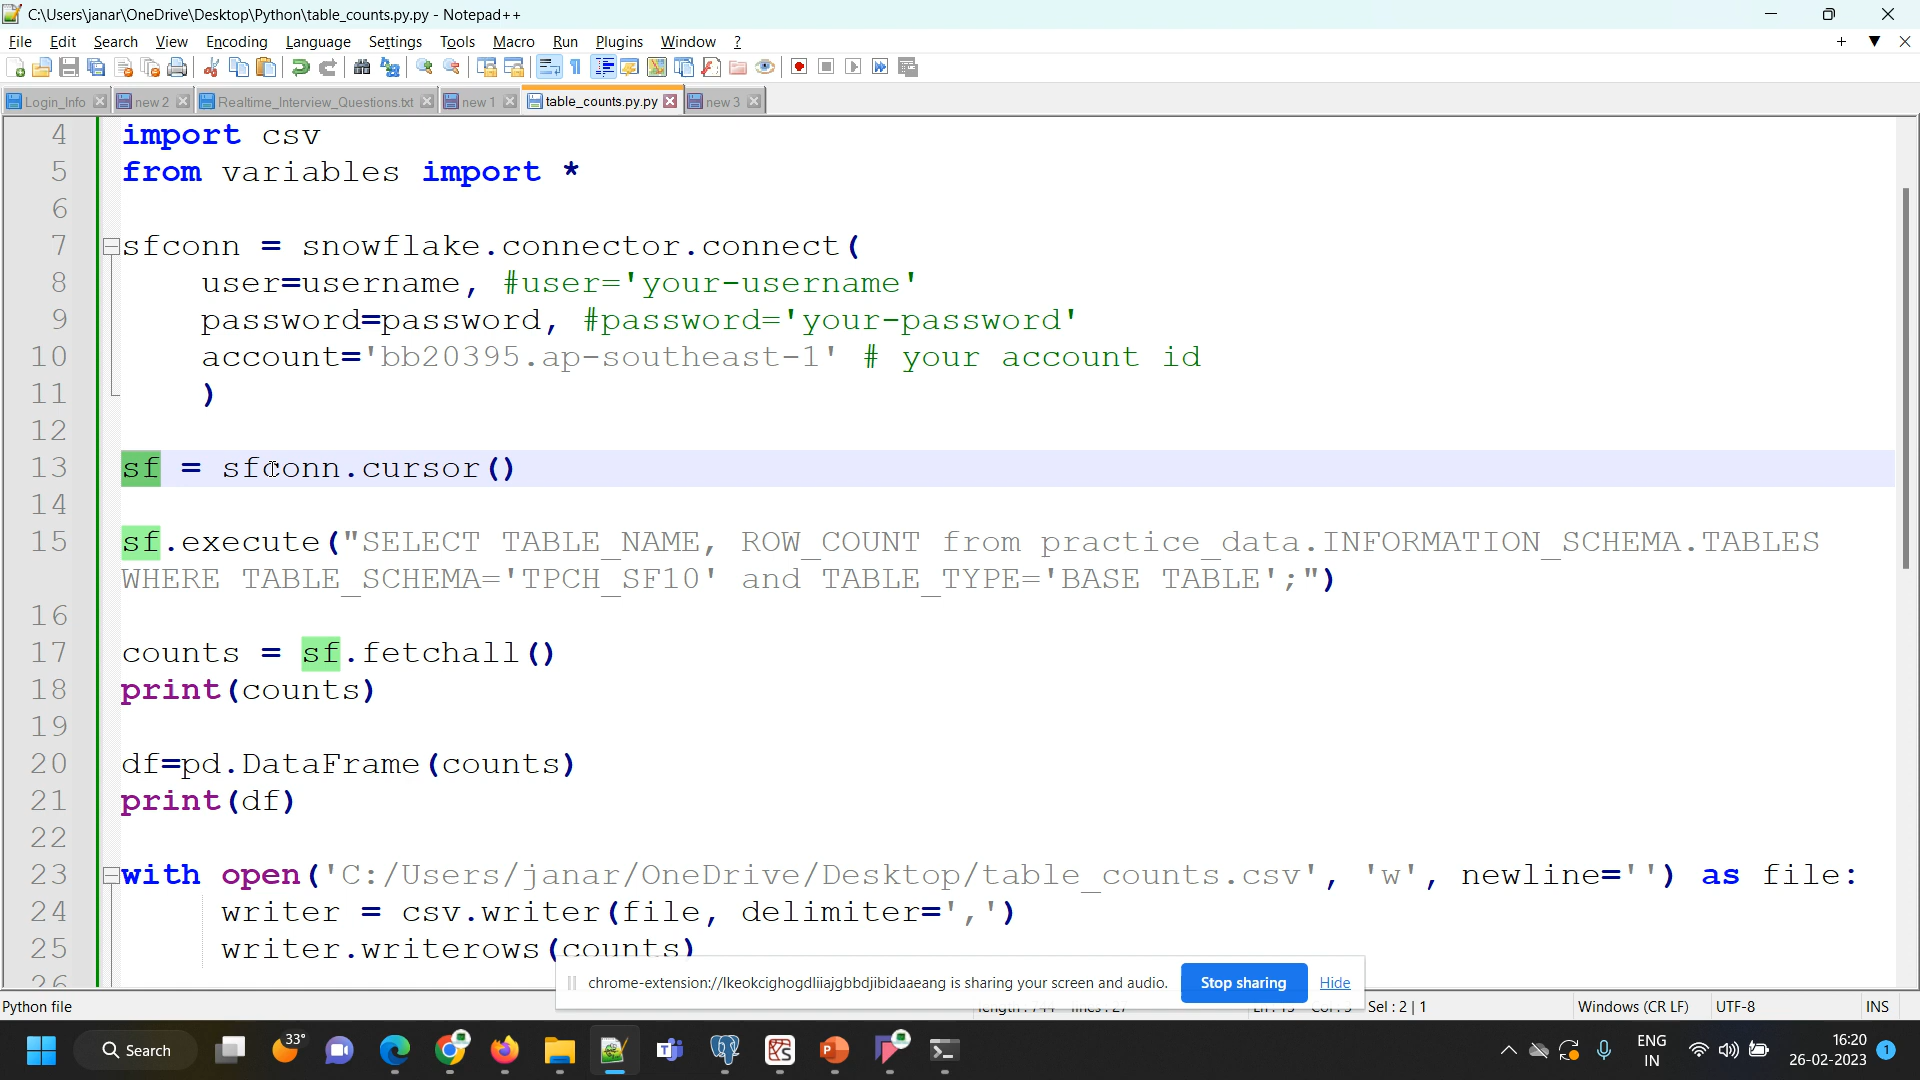 C:\Users\janar\OneDrive\Desktop\Python\table_counts.py.py - Notepad++
File Edit Search View Encoding Language Settings Tools Macro Run Plugins Window ?
Login_Info new 2 Realtime_Interview_Questions.txt new 1 table_counts.py.py new 3
4 import csv
5 from variables import *
6
7 sfconn = snowflake.connector.connect(
8 user=username, #user='your-username'
9 password=password, #password='your-password'
10 account='bb20395.ap-southeast-1' # your account id
11 )
12
13 sf = sfconn.cursor()
14
15 sf.execute("SELECT TABLE_NAME, ROW_COUNT from practice_data.INFORMATION_SCHEMA.TABLES
WHERE TABLE_SCHEMA='TPCH_SF10' and TABLE_TYPE='BASE TABLE';")
16
17 counts = sf.fetchall()
18 print(counts)
19
20 df=pd.DataFrame(counts)
21 print(df)
22
23 with open('C:/Users/janar/OneDrive/Desktop/table_counts.csv', 'w', newline='') as file:
24 writer = csv.writer(file, delimiter=',')
25 writer.writerows(counts)
26
chrome-extension://lkeokcighogdliiajgbbdjibidaaeang is sharing your screen and audio. Stop sharing Hide
Python file Sel : 2 | 1 Windows (CR LF) UTF-8 INS
Search 33° ENG 16:20
IN 26-02-2023 1